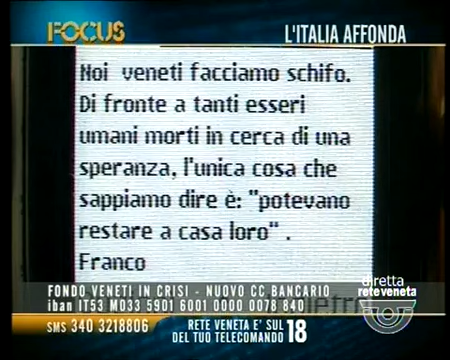 FOCUS
L'ITALIA AFFONDA
Noi veneti facciamo schifo.
Di fronte a tanti esseri
umani morti in cerca di una
speranza, l'unica cosa che
sappiamo dire è: "potevano
restare a casa loro" .
Franco
diretta
reteveneta
FONDO VENETI IN CRISI - NUOVO CC BANCARIO
iban IT53 M033 5901 6001 0000 0078 840
SMS 340 3218806
RETE VENETA E' SUL
DEL TUO TELECOMANDO
18